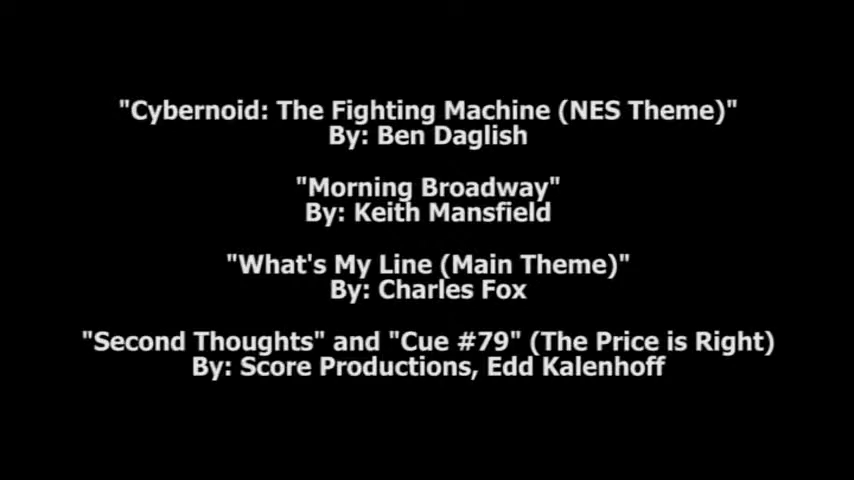 "Cybernoid: The Fighting Machine (NES Theme)"
By: Ben Daglish
"Morning Broadway"
By: Keith Mansfield
"What's My Line (Main Theme)"
By: Charles Fox
"Second Thoughts" and "Cue #79" (The Price is Right)
By: Score Productions, Edd Kalenhoff